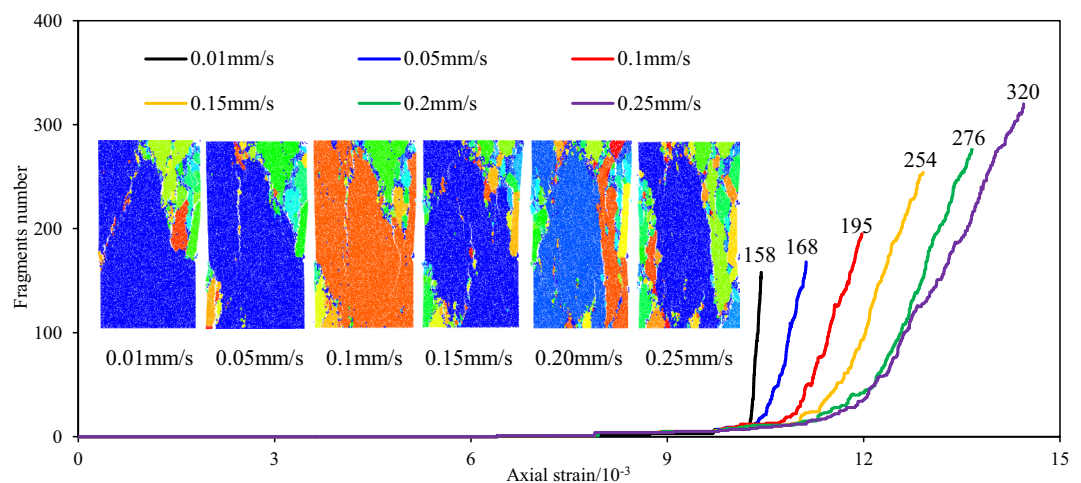 400
300
200
100
0
Fragments number
0.01mm/s 0.05mm/s 0.1mm/s
0.15mm/s 0.2mm/s 0.25mm/s
320
276
254
195
168
158
0.01mm/s 0.05mm/s 0.1mm/s 0.15mm/s 0.20mm/s 0.25mm/s
0 3 6 9 12 15
Axial strain/10⁻³